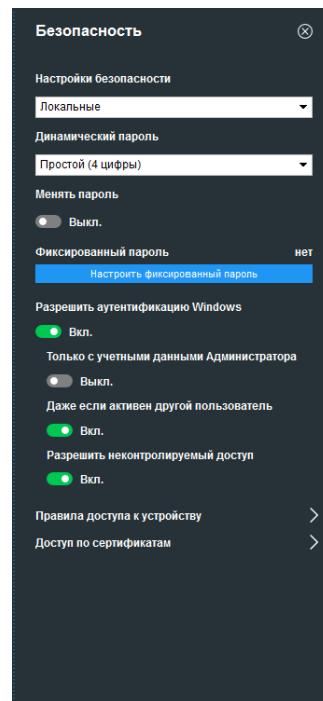 Безопасность
Настройки безопасности
Локальные
Динамический пароль
Простой (4 цифры)
Менять пароль
Выкл.
Фиксированный пароль нет
Настроить фиксированный пароль
Разрешить аутентификацию Windows
Вкл.
Только с учетными данными Администратора
Выкл.
Даже если активен другой пользователь
Вкл.
Разрешить неконтролируемый доступ
Вкл.
Правила доступа к устройству
Доступ по сертификатам